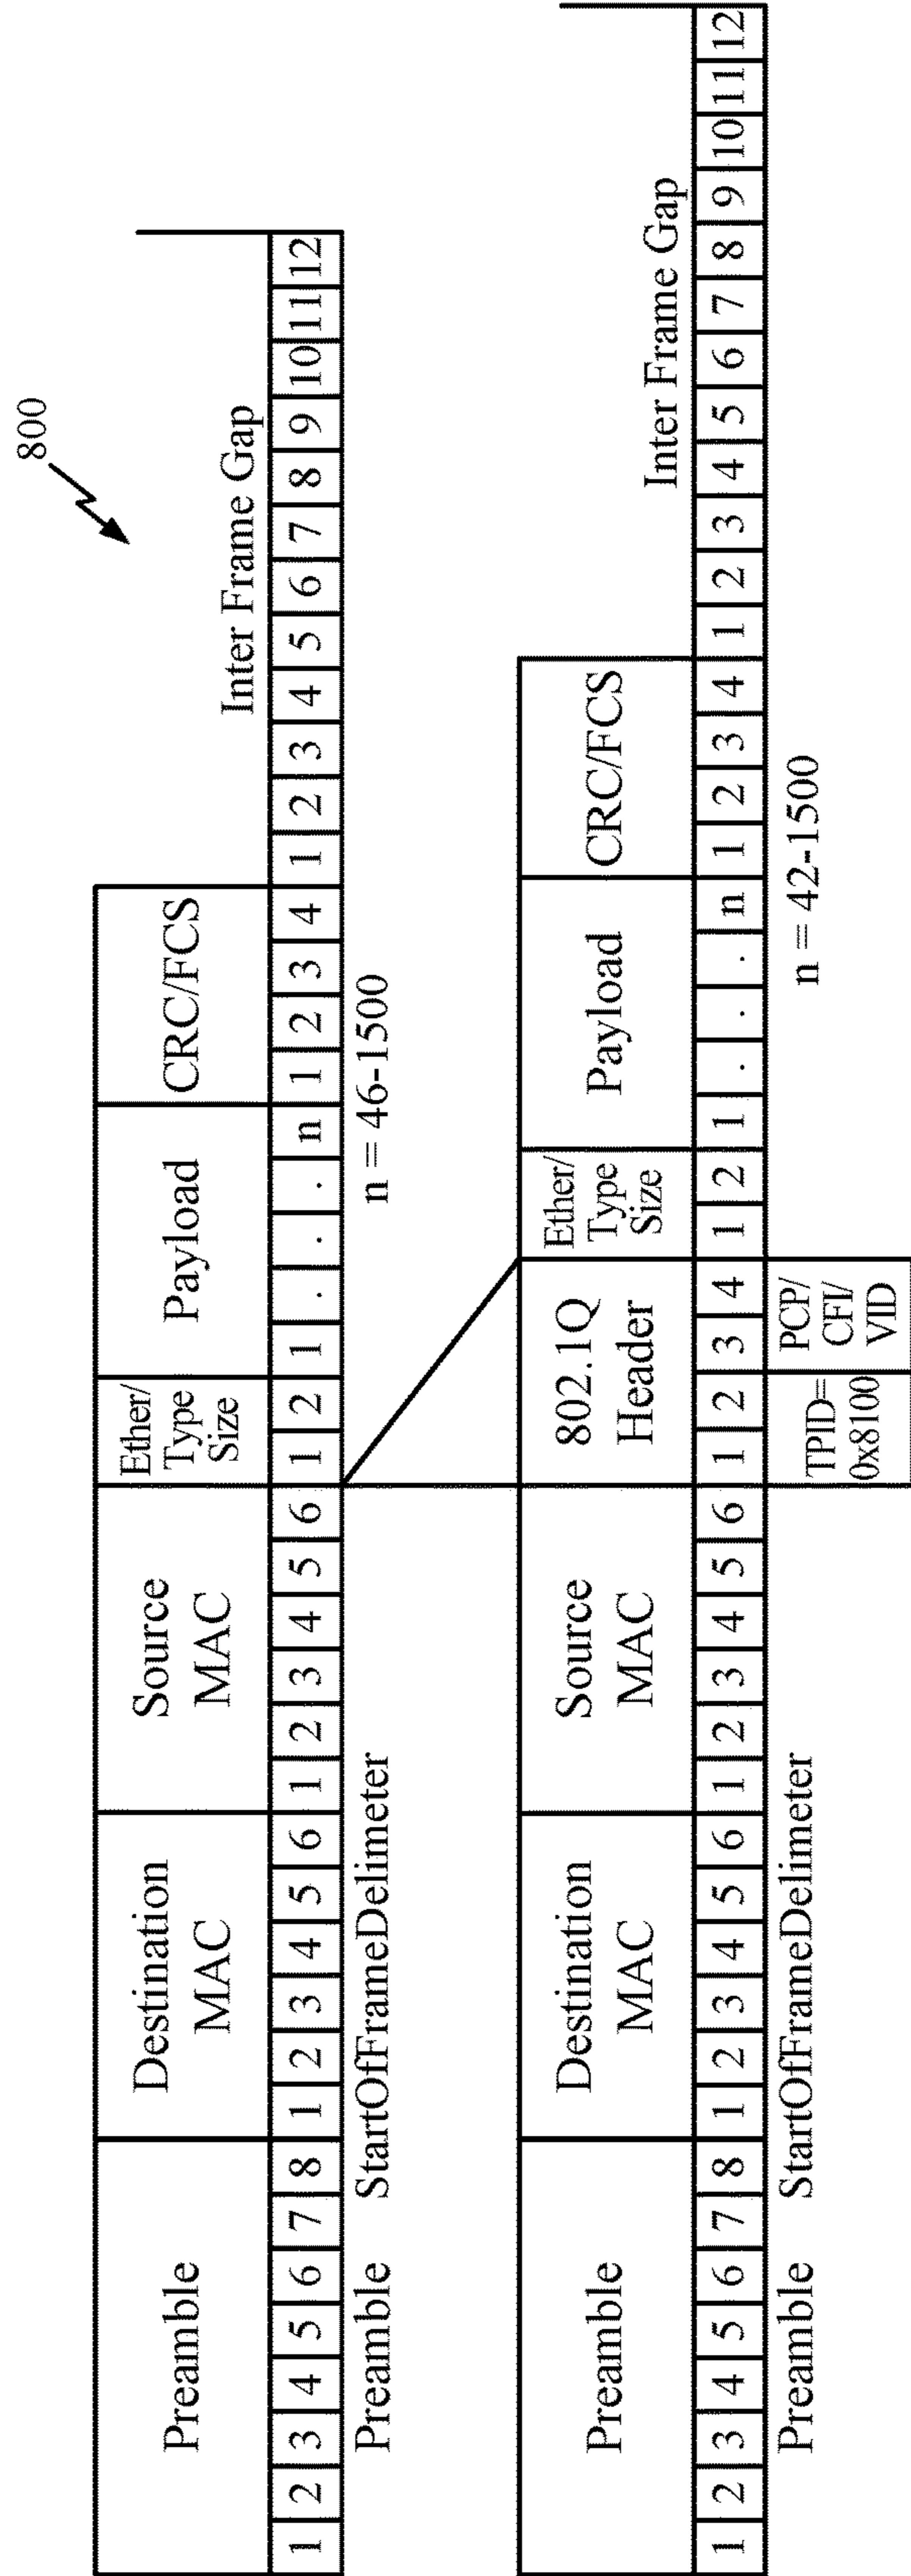 800
Preamble
Destination
MAC
Source
MAC
Ether/
Type
Size
Payload
CRC/FCS
Inter Frame Gap
1 2 3 4 5 6 7 8 1 2 3 4 5 6 1 2 3 4 5 6 1 2 1 . . . n 1 2 3 4 1 2 3 4 5 6 7 8 9 10 11 12
Preamble
StartOfFrameDelimeter
n = 46-1500
Preamble
Destination
MAC
Source
MAC
802.1Q
Header
Ether/
Type
Size
Payload
CRC/FCS
Inter Frame Gap
1 2 3 4 5 6 7 8 1 2 3 4 5 6 1 2 3 4 5 6 1 2 3 4 1 2 1 . . . n 1 2 3 4 1 2 3 4 5 6 7 8 9 10 11 12
Preamble
StartOfFrameDelimeter
TPID=
0x8100
PCP/
CFI/
VID
n = 42-1500